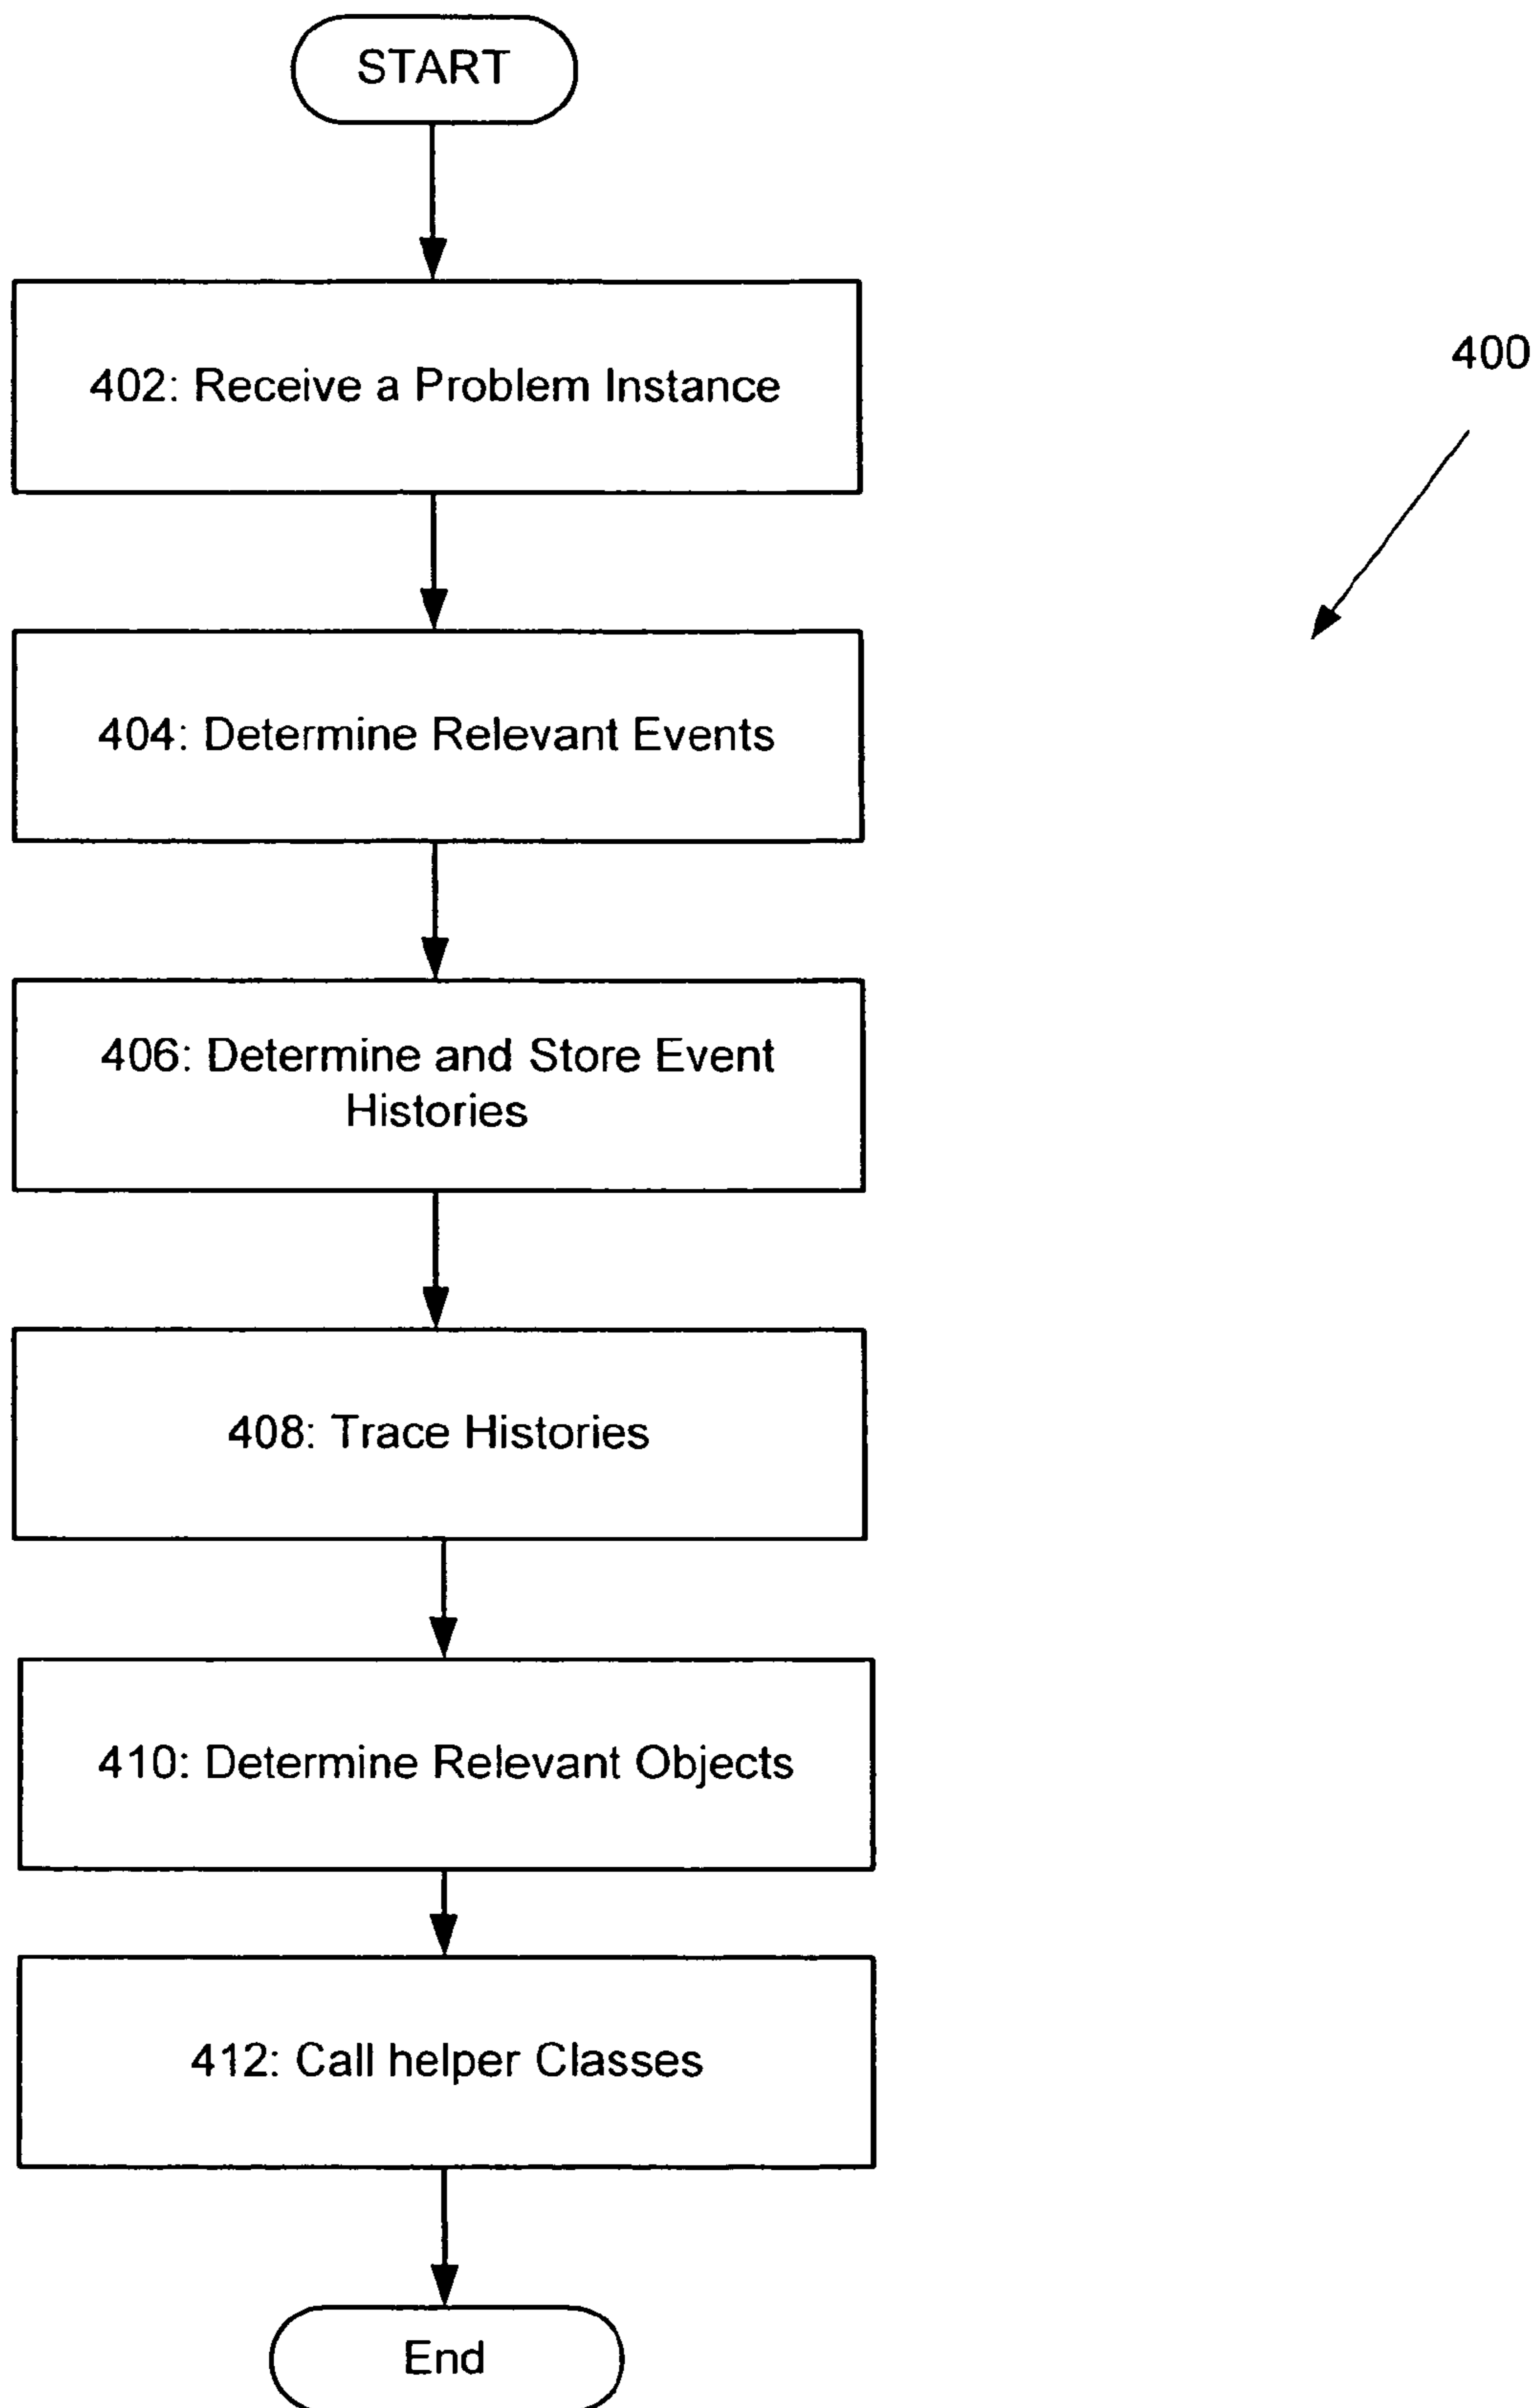 START
402: Receive a Problem Instance
400
404: Determine Relevant Events
406: Determine and Store Event
Histories
408: Trace Histories
410: Determine Relevant Objects
412: Call helper Classes
End